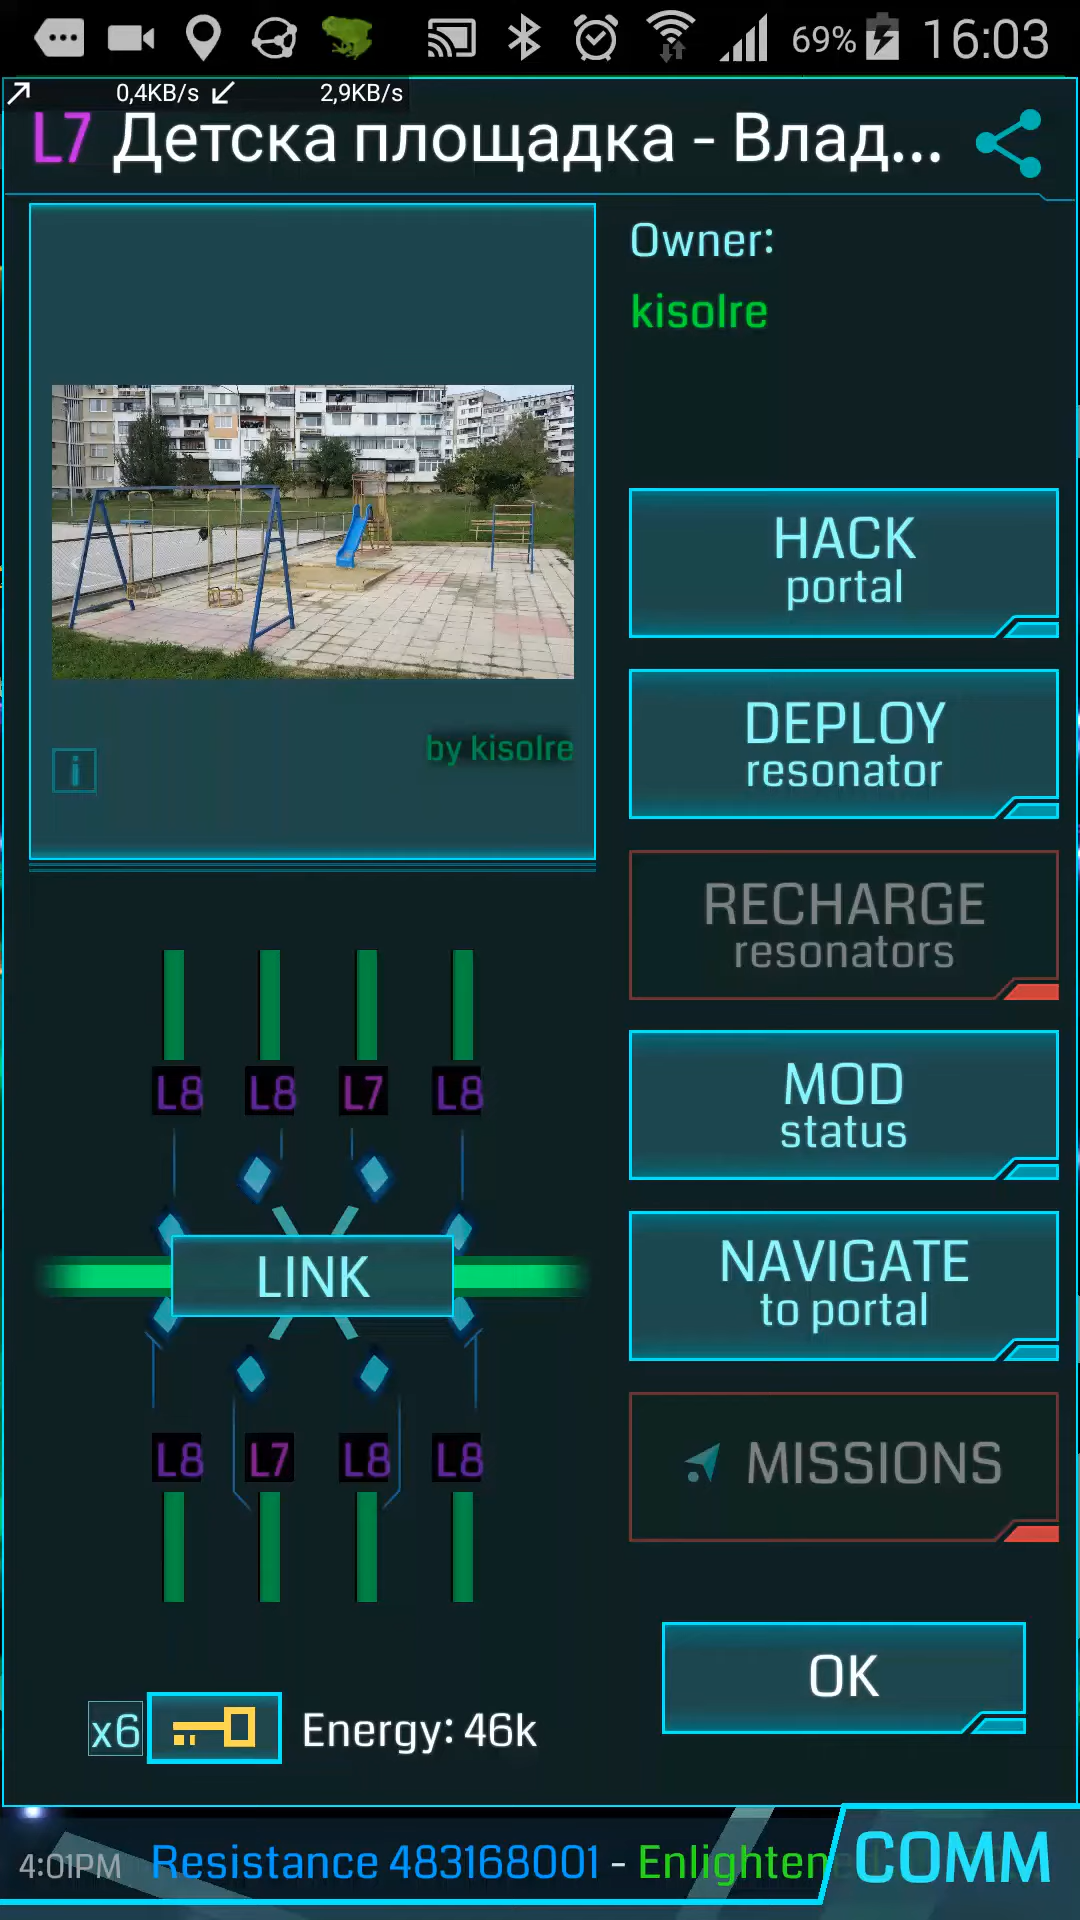 69% 16:03
0,4KB/s 2,9KB/s
L7 Детска площадка - Влад...
Owner:
kisolre
HACK
portal
by kisolre
i
DEPLOY
resonator
RECHARGE
resonators
L8 L8 L7 L8
MOD
status
LINK
NAVIGATE
to portal
L8 L7 L8 L8
MISSIONS
OK
x6 Energy: 46k
4:01PM Resistance 483168001 - Enlighten
COMM